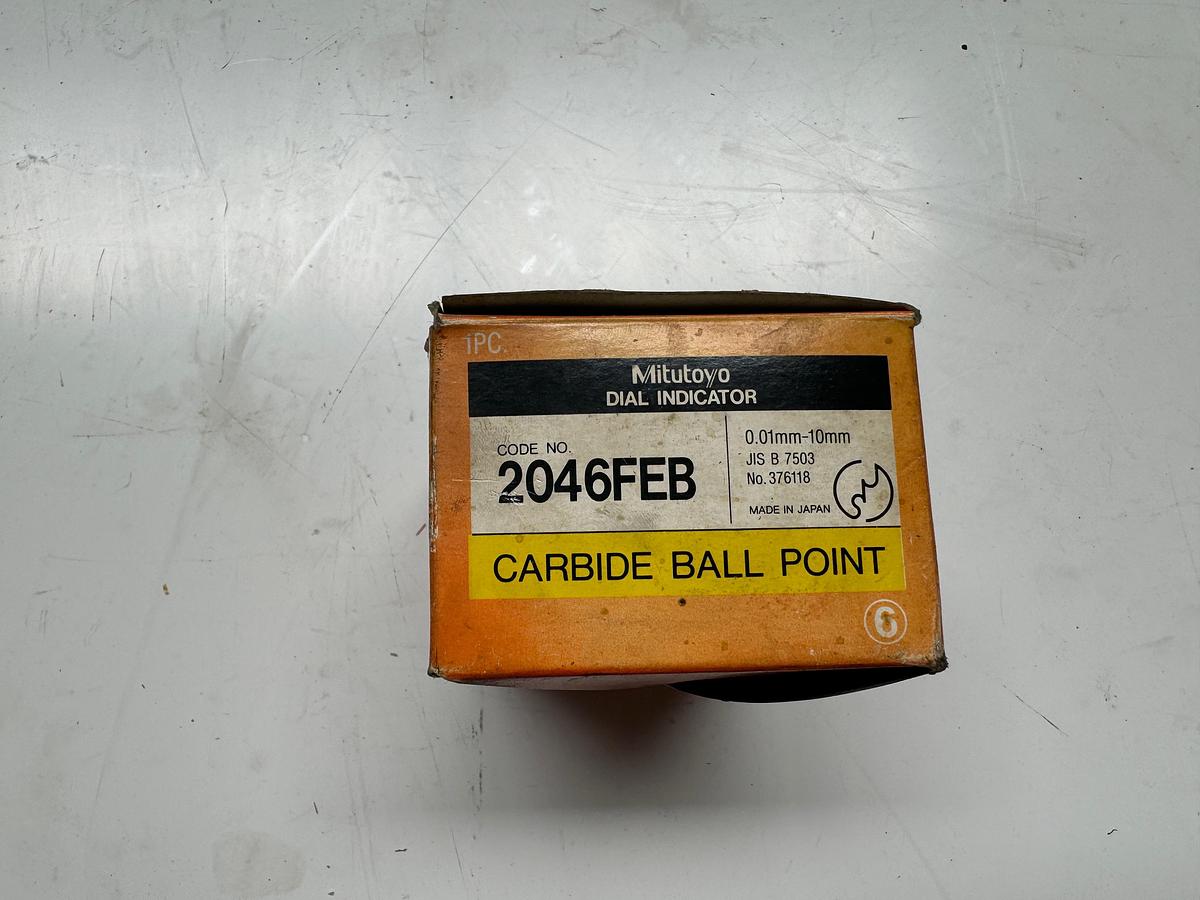 1PC.
Mitutoyo
DIAL INDICATOR
CODE NO.
2046FEB
0.01mm-10mm
JIS B 7503
No. 376118
MADE IN JAPAN
CARBIDE BALL POINT
6